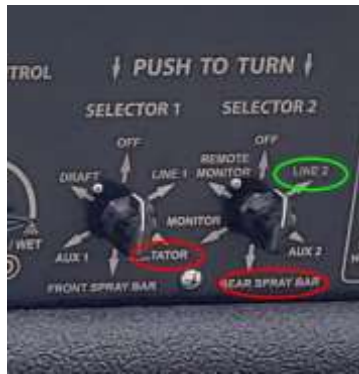 TROL
PUSH TO TURN
SELECTOR 1 SELECTOR 2
OFF OFF
DRAFT LINE 1 REMOTE MONITOR LINE 2
/ WET AUX 1 TATOR MONITOR AUX 2
FRONT SPRAY BAR REAR SPRAY BAR